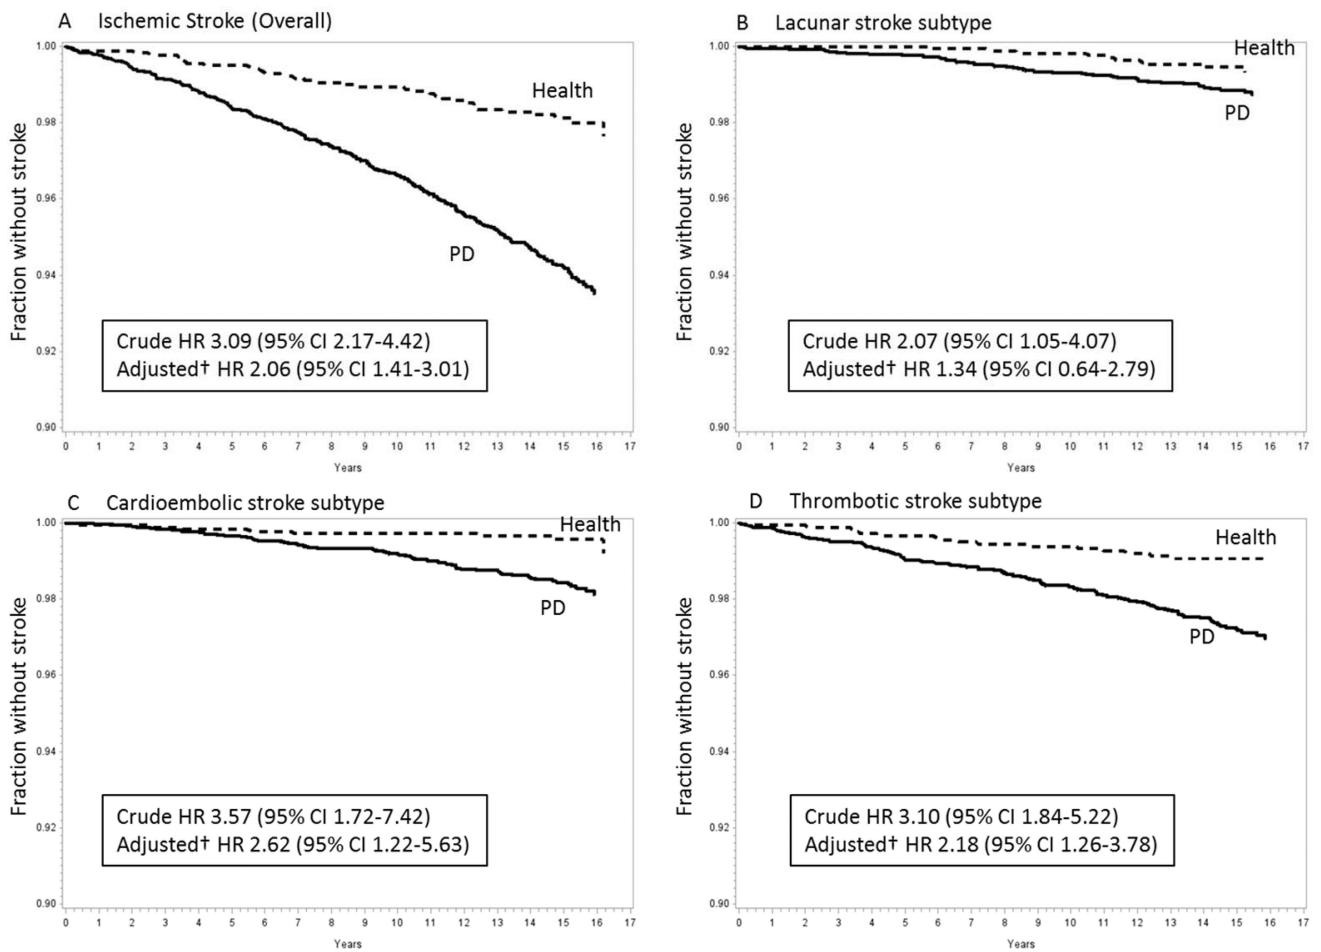 A Ischemic Stroke (Overall)
Fraction without stroke
1.00
0.98
0.96
0.94
0.92
0.90
Health
PD
Crude HR 3.09 (95% CI 2.17-4.42)
Adjusted† HR 2.06 (95% CI 1.41-3.01)
0 1 2 3 4 5 6 7 8 9 10 11 12 13 14 15 16 17
Years
B Lacunar stroke subtype
Fraction without stroke
1.00
0.98
0.96
0.94
0.92
0.90
Health
PD
Crude HR 2.07 (95% CI 1.05-4.07)
Adjusted† HR 1.34 (95% CI 0.64-2.79)
0 1 2 3 4 5 6 7 8 9 10 11 12 13 14 15 16 17
Years
C Cardioembolic stroke subtype
Fraction without stroke
1.00
0.98
0.96
0.94
0.92
0.90
Health
PD
Crude HR 3.57 (95% CI 1.72-7.42)
Adjusted† HR 2.62 (95% CI 1.22-5.63)
0 1 2 3 4 5 6 7 8 9 10 11 12 13 14 15 16 17
Years
D Thrombotic stroke subtype
Fraction without stroke
1.00
0.98
0.96
0.94
0.92
0.90
Health
PD
Crude HR 3.10 (95% CI 1.84-5.22)
Adjusted† HR 2.18 (95% CI 1.26-3.78)
0 1 2 3 4 5 6 7 8 9 10 11 12 13 14 15 16 17
Years